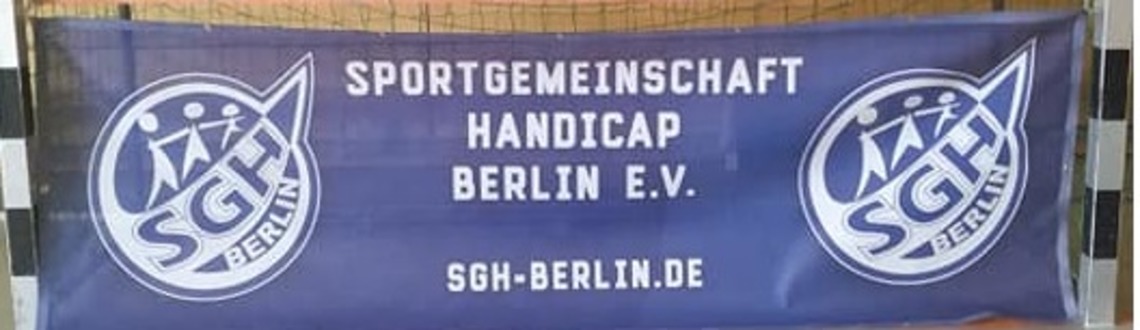 SPORTGEMEINSCHAFT
HANDICAP
BERLIN E.V.
SGH-BERLIN.DE
SGH
BERLIN
SGH
BERLIN